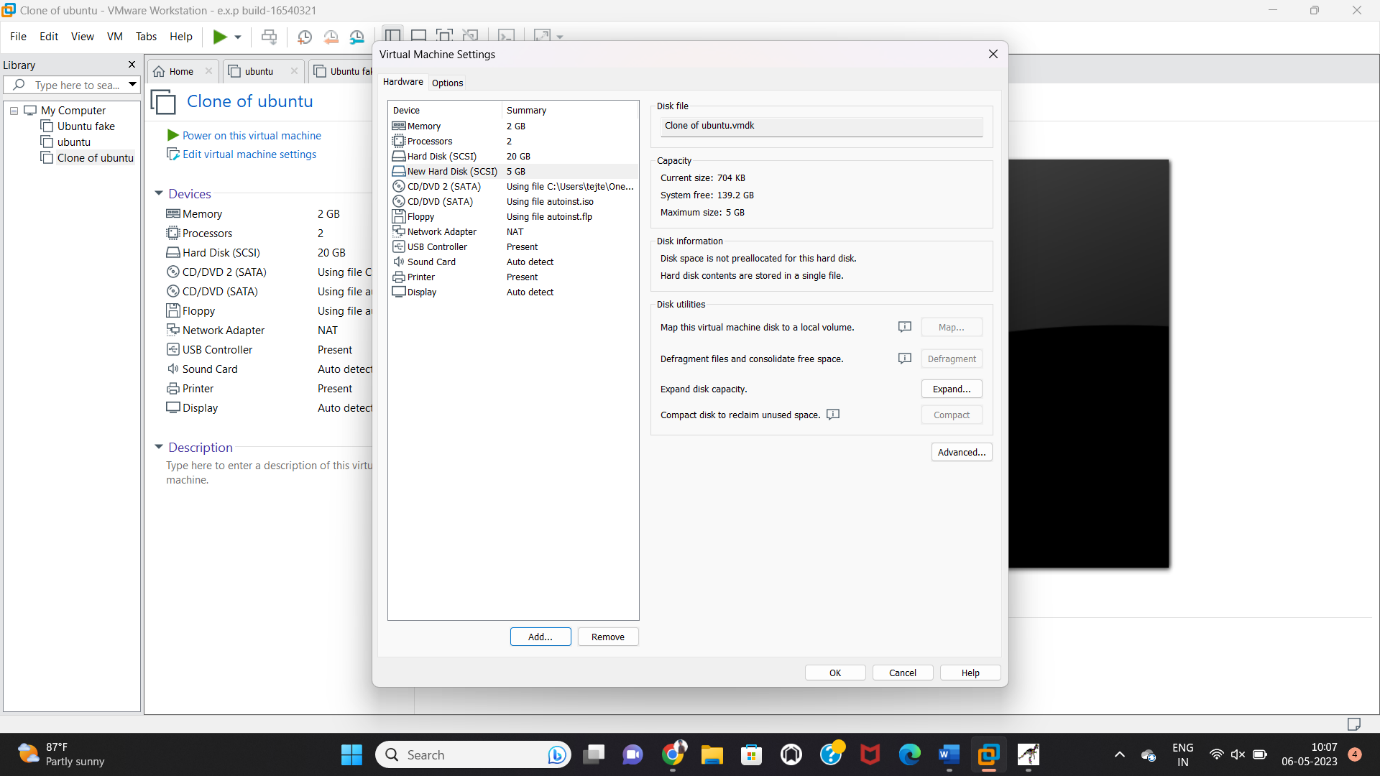 Clone of ubuntu - VMware Workstation - e.x.p build-16540321
File Edit View VM Tabs Help
Library
Type here to sea...
My Computer
Ubuntu fake
ubuntu
Clone of ubuntu
Home
ubuntu
Ubuntu fa
Clone of ubuntu
Power on this virtual machine
Edit virtual machine settings
Devices
Memory 2 GB
Processors 2
Hard Disk (SCSI) 20 GB
CD/DVD 2 (SATA) Using file C
CD/DVD (SATA) Using file a
Floppy Using file a
Network Adapter NAT
USB Controller Present
Sound Card Auto detect
Printer Present
Display Auto detect
Description
Type here to enter a description of this virtu
machine.
Virtual Machine Settings
Hardware Options
Device Summary
Memory 2 GB
Processors 2
Hard Disk (SCSI) 20 GB
New Hard Disk (SCSI) 5 GB
CD/DVD 2 (SATA) Using file C:\Users\tejte\One...
CD/DVD (SATA) Using file autoinst.iso
Floppy Using file autoinst.flp
Network Adapter NAT
USB Controller Present
Sound Card Auto detect
Printer Present
Display Auto detect
Add... Remove
Disk file
Clone of ubuntu.vmdk
Capacity
Current size: 704 KB
System free: 139.2 GB
Maximum size: 5 GB
Disk information
Disk space is not preallocated for this hard disk.
Hard disk contents are stored in a single file.
Disk utilities
Map this virtual machine disk to a local volume. Map...
Defragment files and consolidate free space. Defragment
Expand disk capacity. Expand...
Compact disk to reclaim unused space. Compact
Advanced...
OK Cancel Help
87°F
Partly sunny
Search
ENG
IN
10:07
06-05-2023
4